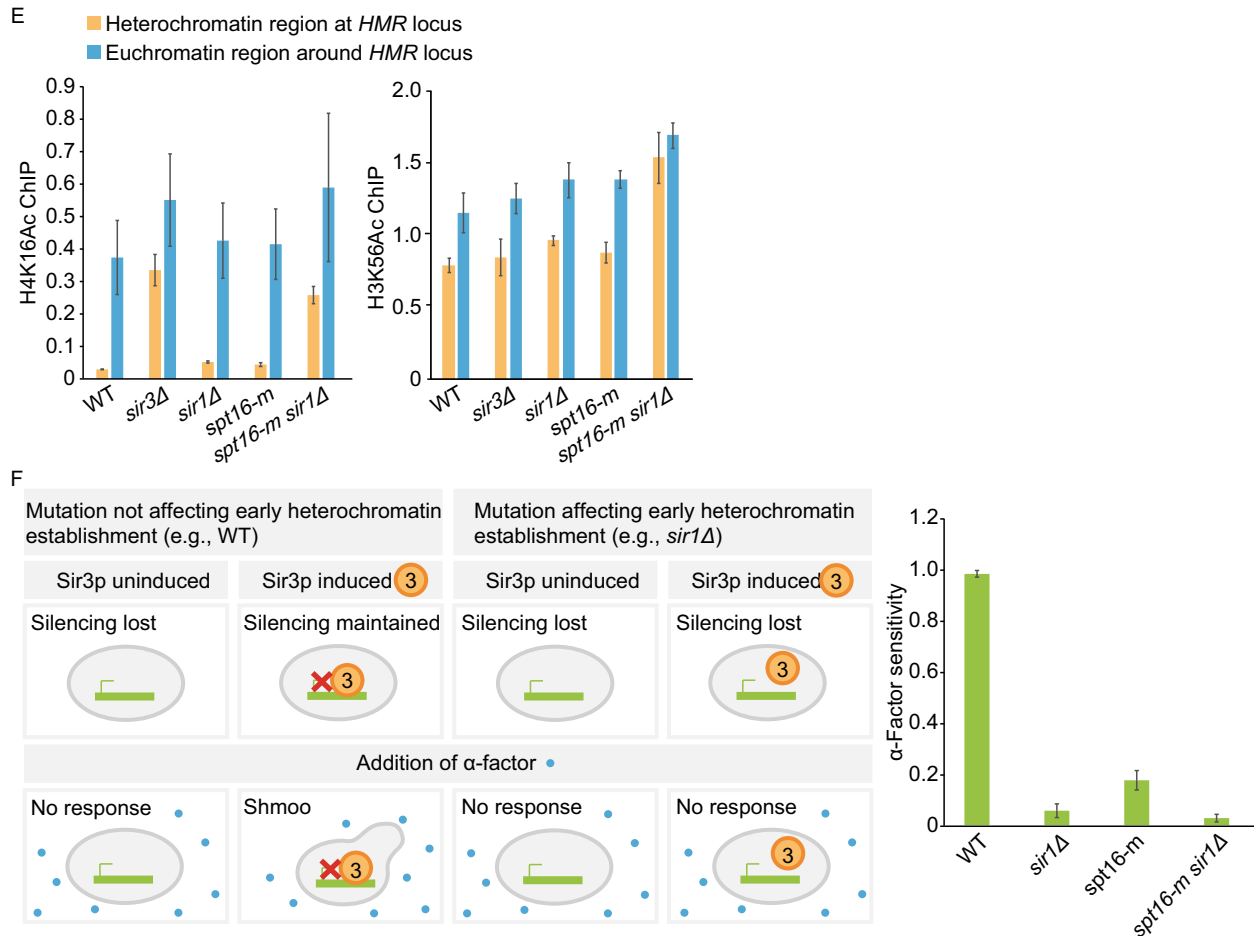 E
Heterochromatin region at HMR locus
Euchromatin region around HMR locus
H4K16Ac ChIP
0.9
0.8
0.7
0.6
0.5
0.4
0.3
0.2
0.1
0
WT
sir3Δ
sir1Δ
spt16-m
spt16-m sir1Δ
H3K56Ac ChIP
2.0
1.5
1.0
0.5
0
WT
sir3Δ
sir1Δ
spt16-m
spt16-m sir1Δ
F
Mutation not affecting early heterochromatin
establishment (e.g., WT)
Mutation affecting early heterochromatin
establishment (e.g., sir1Δ)
Sir3p uninduced
Sir3p induced 3
Sir3p uninduced
Sir3p induced 3
Silencing lost
Silencing maintained
3
Silencing lost
Silencing lost
3
Addition of α-factor
No response
Shmoo
3
No response
No response
3
α-Factor sensitivity
1.2
1.0
0.8
0.6
0.4
0.2
0
WT
sir1Δ
spt16-m
spt16-m sir1Δ